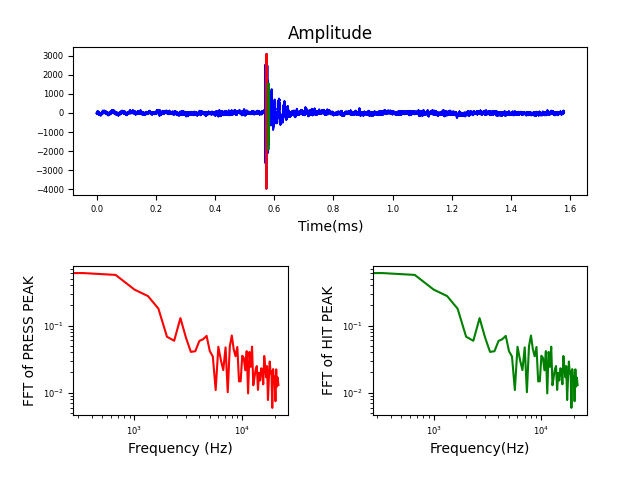 Amplitude
3000
2000
1000
0
−1000
−2000
−3000
−4000
0.0 0.2 0.4 0.6 0.8 1.0 1.2 1.4 1.6
Time(ms)
FFT of PRESS PEAK
10⁻¹
10⁻²
10³ 10⁴
Frequency (Hz)
FFT of HIT PEAK
10⁻¹
10⁻²
10³ 10⁴
Frequency(Hz)